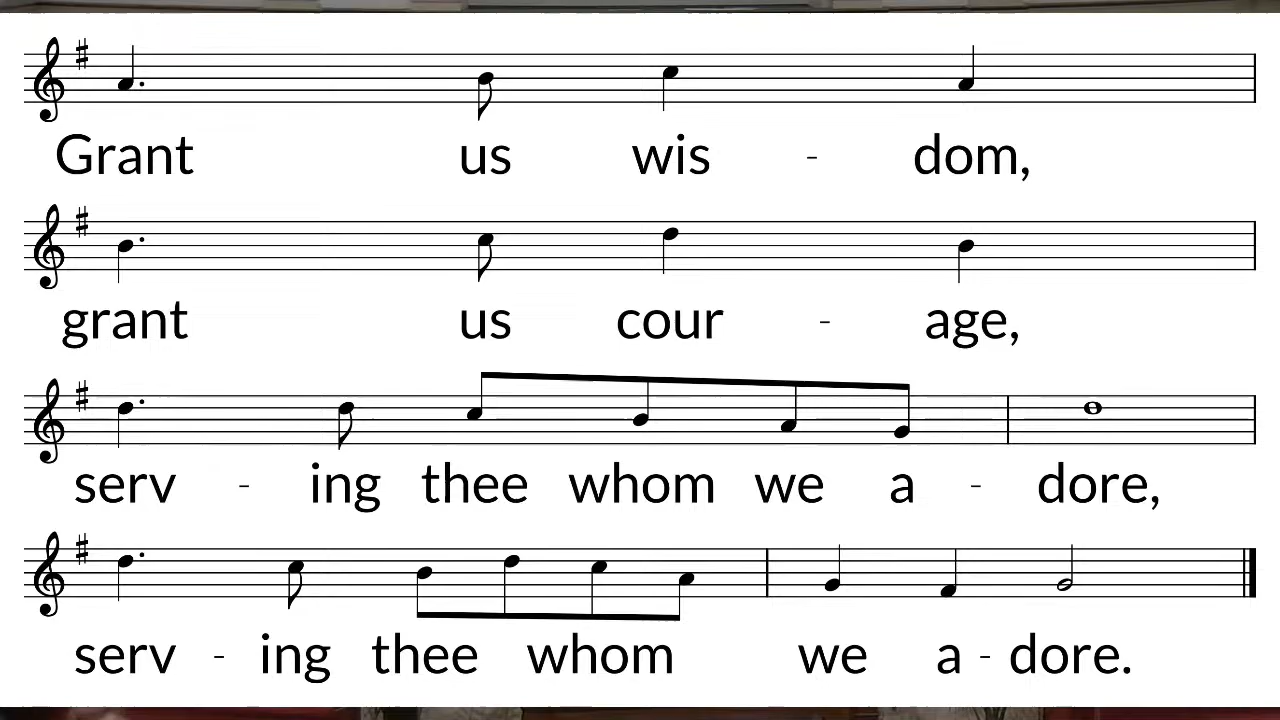 Grant us wis - dom,
grant us cour - age,
serv - ing thee whom we a - dore,
serv - ing thee whom we a - dore.